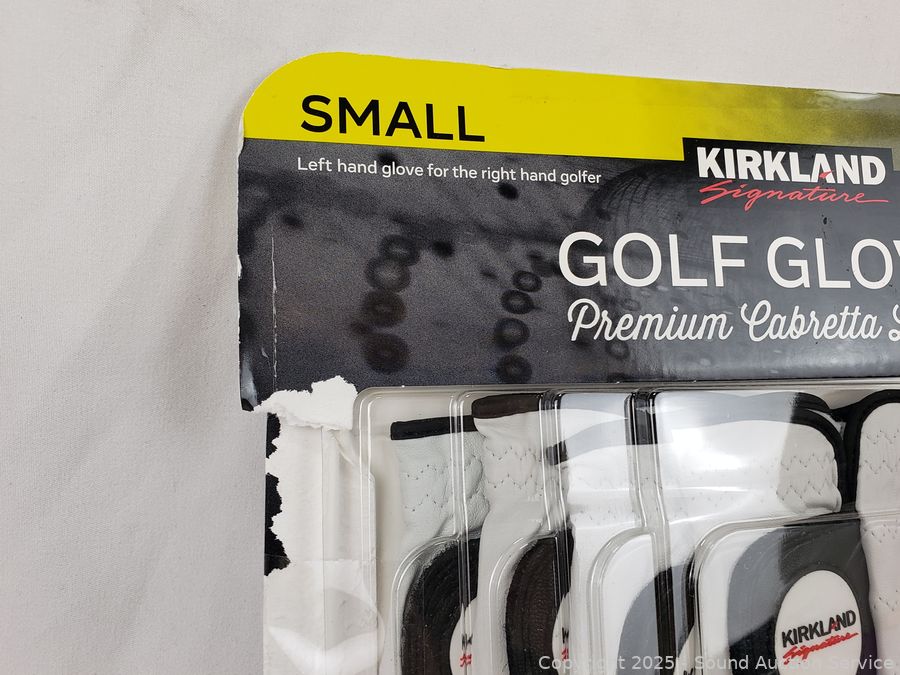 SMALL
Left hand glove for the right hand golfer
KIRKLAND
Signature
GOLF GLOV
Premium Cabretta L
KIRKLAND
Signature
Copyright 2025 - Sound Auction Service